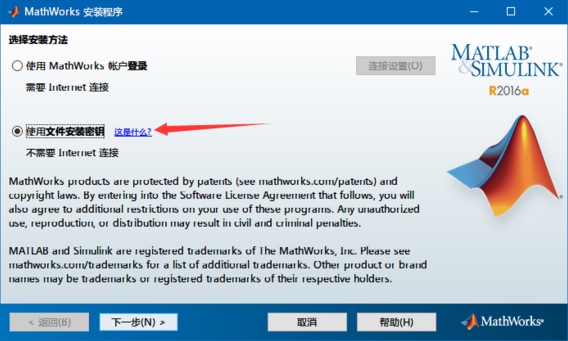 MathWorks 安装程序
选择安装方法
使用 MathWorks 帐户登录
连接设置(O)
需要 Internet 连接
MATLAB®
&SIMULINK®
R2016a
使用文件安装密钥 这是什么?
不需要 Internet 连接
MathWorks products are protected by patents (see mathworks.com/patents) and
copyright laws. By entering into the Software License Agreement that follows, you will
also agree to additional restrictions on your use of these programs. Any unauthorized
use, reproduction, or distribution may result in civil and criminal penalties.
MATLAB and Simulink are registered trademarks of The MathWorks, Inc. Please see
mathworks.com/trademarks for a list of additional trademarks. Other product or brand
names may be trademarks or registered trademarks of their respective holders.
< 返回(B) 下一步(N) > 取消 帮助(H) MathWorks®